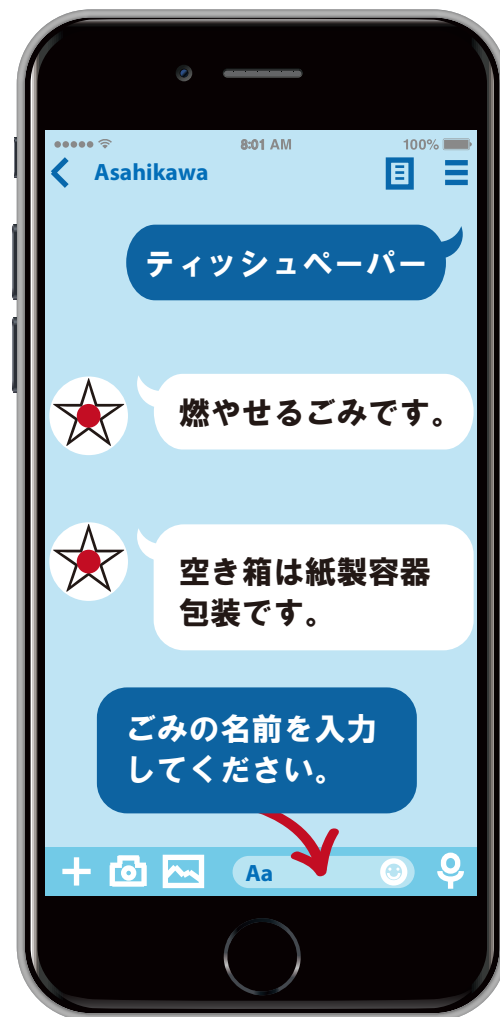 8:01 AM
100%
Asahikawa
ティッシュペーパー
燃やせるごみです。
空き箱は紙製容器
包装です。
ごみの名前を入力
してください。
Aa